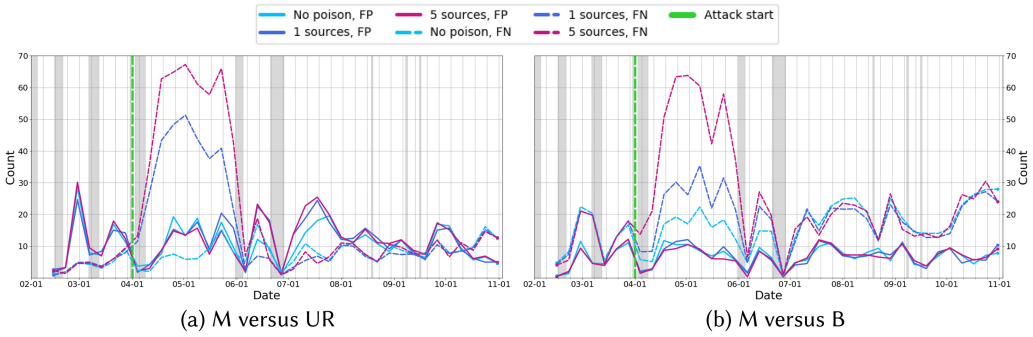 No poison, FP 5 sources, FP 1 sources, FN Attack start
1 sources, FP No poison, FN 5 sources, FN
70 70
60 60
50 50
40 40
30 30
20 20
10 10
Count Count
02-01 03-01 04-01 05-01 06-01 07-01 08-01 09-01 10-01 11-01 02-01 03-01 04-01 05-01 06-01 07-01 08-01 09-01 10-01 11-01
Date Date
(a) M versus UR (b) M versus B